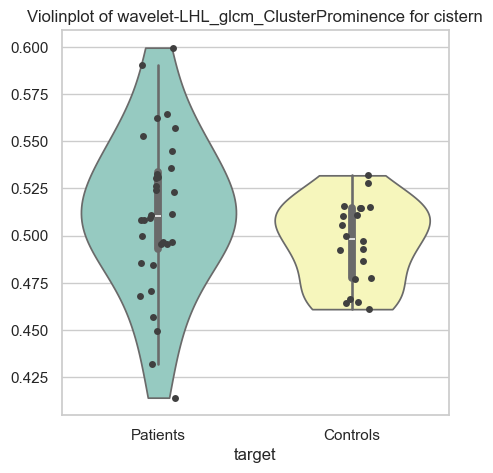 Violinplot of wavelet-LHL_glcm_ClusterProminence for cistern
0.600
0.575
0.550
0.525
0.500
0.475
0.450
0.425
Patients Controls
target